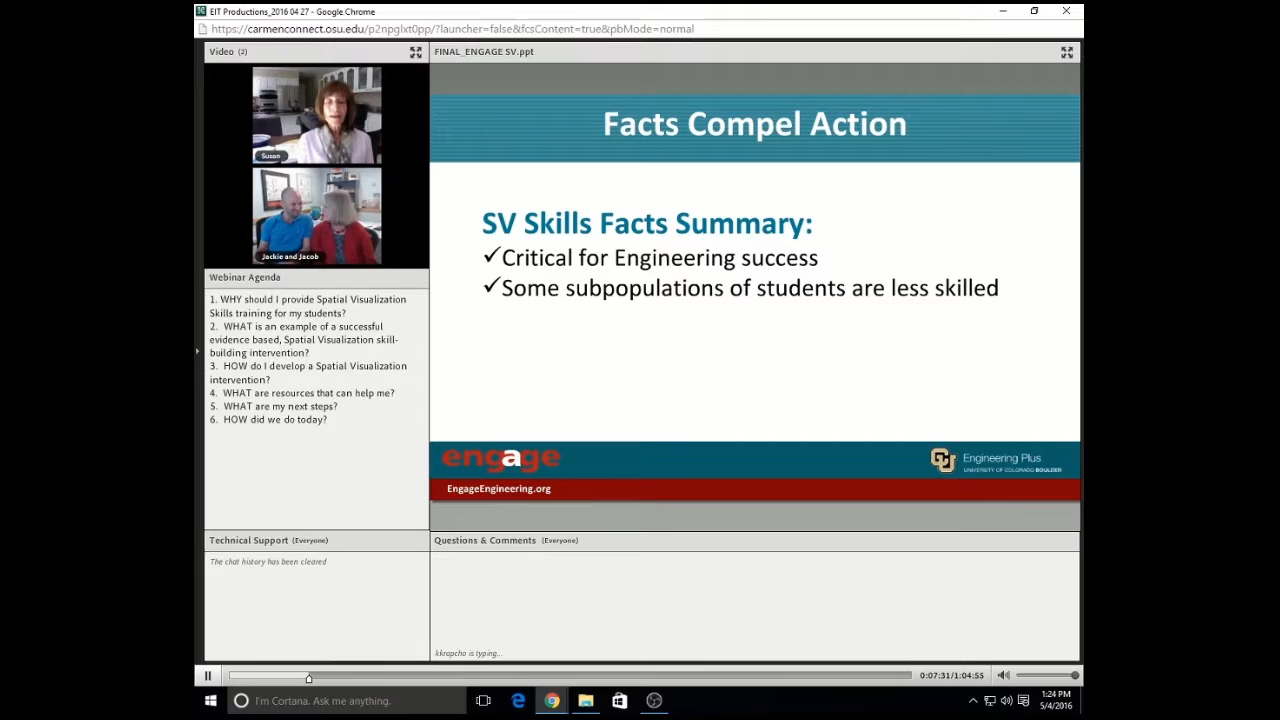 EIT Productions_2016 04 27 - Google Chrome
https://carmenconnect.osu.edu/p2npglxt0pp/?launcher=false&fcsContent=true&pbMode=normal
Video (2)
Susan
Jackie and Jacob
Webinar Agenda
1. WHY should I provide Spatial Visualization
Skills training for my students?
2. WHAT is an example of a successful
evidence based, Spatial Visualization skill-
building intervention?
3. HOW do I develop a Spatial Visualization
intervention?
4. WHAT are resources that can help me?
5. WHAT are my next steps?
6. HOW did we do today?
FINAL_ENGAGE SV.ppt
Facts Compel Action
SV Skills Facts Summary:
✓Critical for Engineering success
✓Some subpopulations of students are less skilled
engage
CU
Engineering Plus
UNIVERSITY OF COLORADO BOULDER
EngageEngineering.org
Technical Support (Everyone)
The chat history has been cleared
Questions & Comments (Everyone)
kkrapcho is typing...
0:07:31/1:04:55
I'm Cortana. Ask me anything.
1:24 PM
5/4/2016